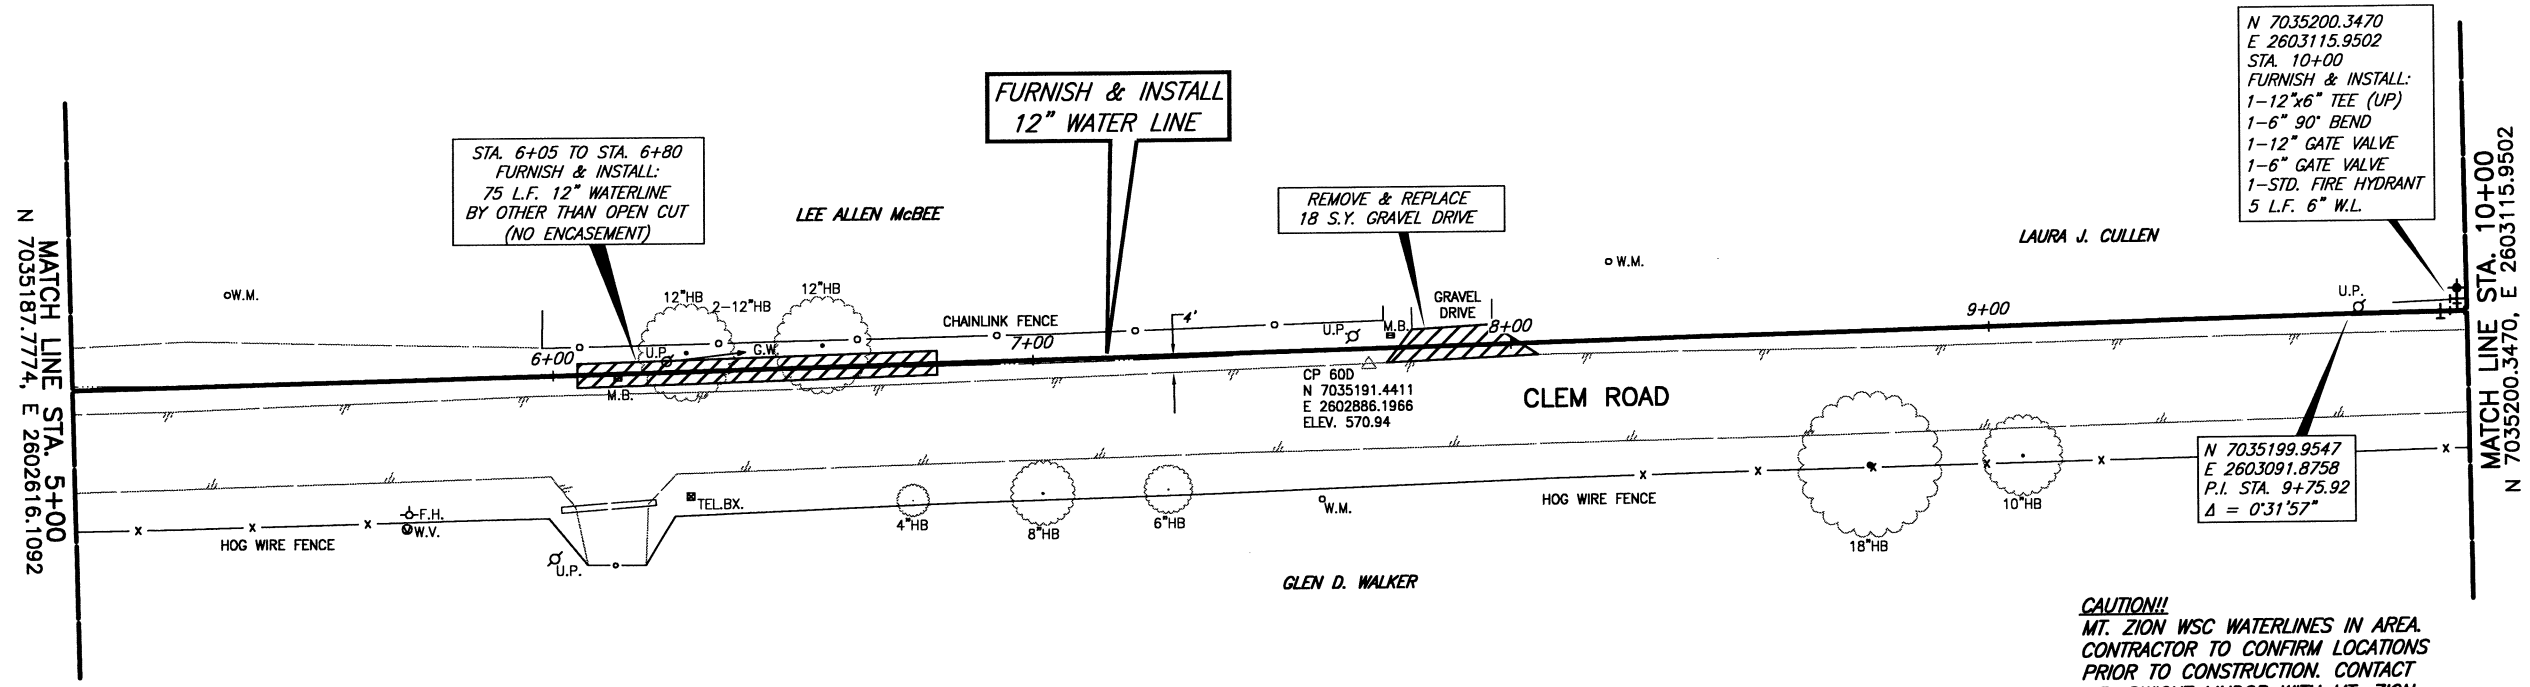 N 7035200.3470
E 2603115.9502
STA. 10+00
FURNISH & INSTALL:
1-12"x6" TEE (UP)
1-6" 90° BEND
1-12" GATE VALVE
1-6" GATE VALVE
1-STD. FIRE HYDRANT
5 L.F. 6" W.L.
FURNISH & INSTALL
12" WATER LINE
STA. 6+05 TO STA. 6+80
FURNISH & INSTALL:
75 L.F. 12" WATERLINE
BY OTHER THAN OPEN CUT
(NO ENCASEMENT)
LEE ALLEN McBEE
REMOVE & REPLACE
18 S.Y. GRAVEL DRIVE
LAURA J. CULLEN
MATCH LINE STA. 5+00
N 7035187.7774, E 2602616.1092
MATCH LINE STA. 10+00
N 7035200.3470, E 2603115.9502
W.M.
W.M.
12"HB
2-12"HB
12"HB
CHAINLINK FENCE
4'
GRAVEL
DRIVE
U.P.
6+00
U.P.
G.W.
7+00
U.P.
M.B.
8+00
9+00
M.B.
CP 60D
N 7035191.4411
E 2602886.1966
ELEV. 570.94
CLEM ROAD
N 7035199.9547
E 2603091.8758
P.I. STA. 9+75.92
Δ = 0°31'57"
TEL.BX.
F.H.
W.V.
HOG WIRE FENCE
U.P.
4"HB
8"HB
6"HB
W.M.
HOG WIRE FENCE
18"HB
10"HB
GLEN D. WALKER
CAUTION!!
MT. ZION WSC WATERLINES IN AREA.
CONTRACTOR TO CONFIRM LOCATIONS
PRIOR TO CONSTRUCTION. CONTACT